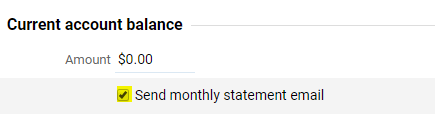 Current account balance
Amount $0.00
Send monthly statement email